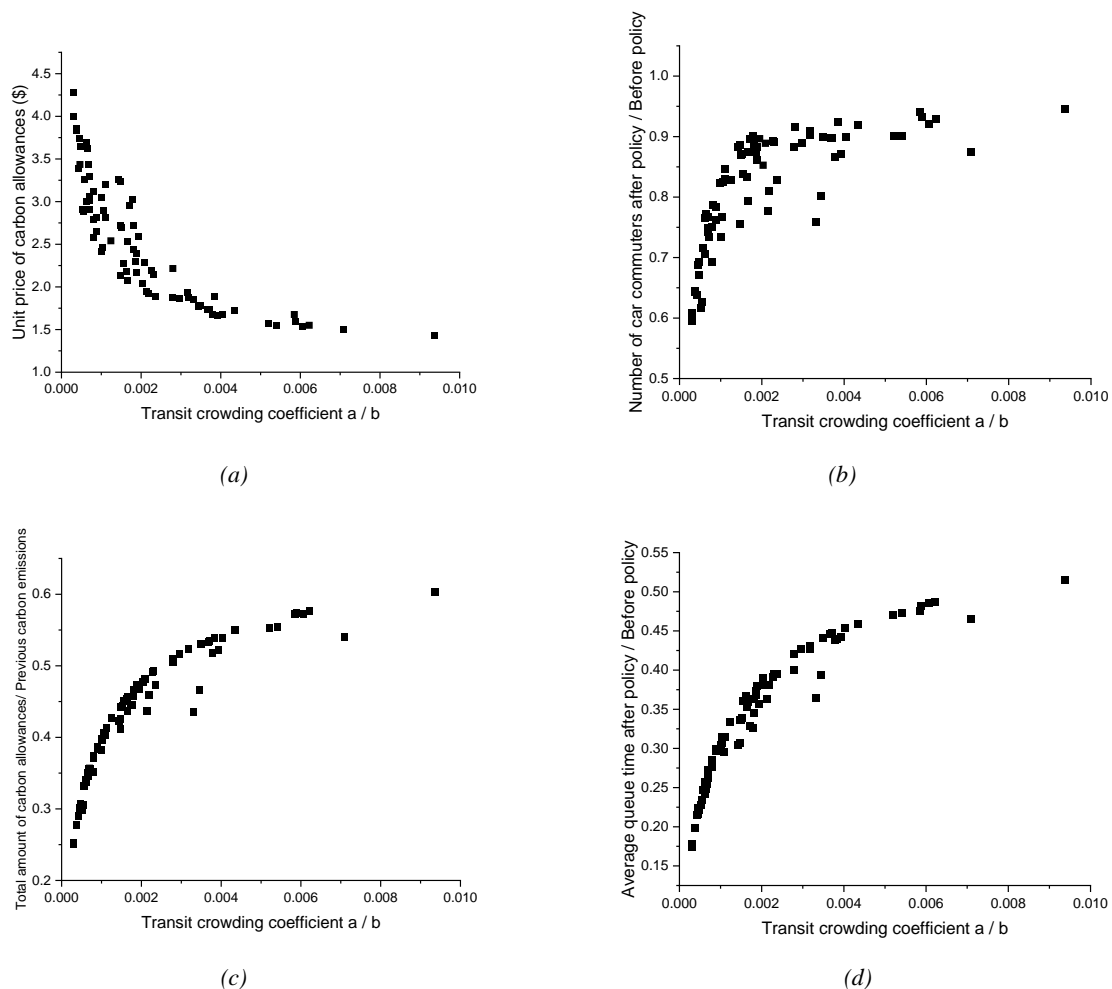 Unit price of carbon allowances ($)
4.5
4.0
3.5
3.0
2.5
2.0
1.5
1.0
0.000 0.002 0.004 0.006 0.008 0.010
Transit crowding coefficient a / b
(a)
Number of car commuters after policy / Before policy
1.0
0.9
0.8
0.7
0.6
0.5
0.000 0.002 0.004 0.006 0.008 0.010
Transit crowding coefficient a / b
(b)
Total amount of carbon allowances/ Previous carbon emissions
0.6
0.5
0.4
0.3
0.2
0.000 0.002 0.004 0.006 0.008 0.010
Transit crowding coefficient a / b
(c)
Average queue time after policy / Before policy
0.55
0.50
0.45
0.40
0.35
0.30
0.25
0.20
0.15
0.000 0.002 0.004 0.006 0.008 0.010
Transit crowding coefficient a / b
(d)